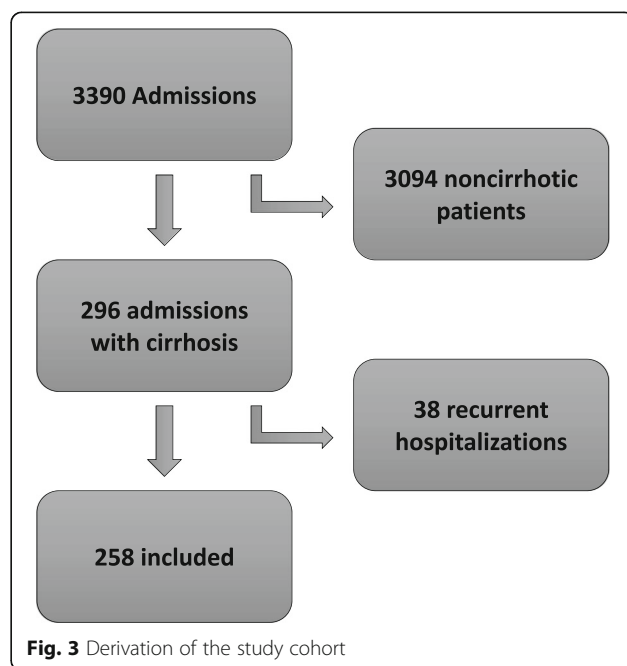 3390 Admissions
3094 noncirrhotic
patients
296 admissions
with cirrhosis
38 recurrent
hospitalizations
258 included
Fig. 3 Derivation of the study cohort